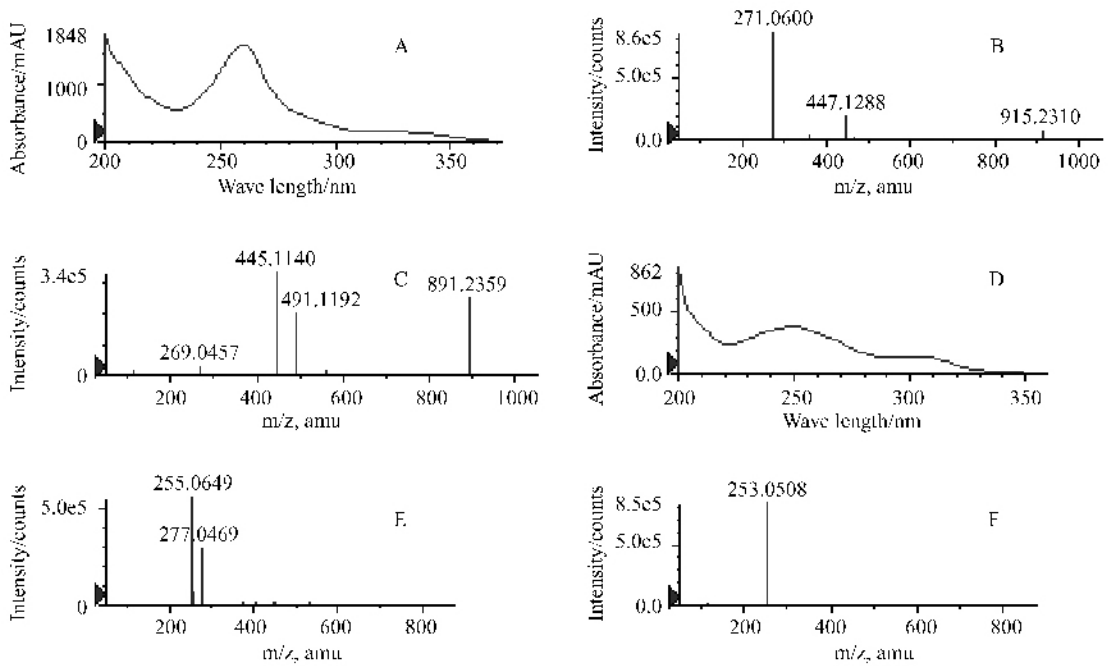 1848
A
1000
0
200
250
300
350
Absorbance/mAU
Wave length/nm
271.0600
B
8.6e5
5.0e5
447.1288
915.2310
0.0
200
400
600
800
1000
Intensity/counts
m/z, amu
445.1140
3.4e5
C
891.2359
491.1192
269.0457
0
200
400
600
800
1000
Intensity/counts
m/z, amu
862
D
500
0.0
200
250
300
350
Absorbance/mAU
Wave length/nm
255.0649
5.0e5
E
277.0469
0
200
400
600
800
Intensity/counts
m/z, amu
253.0508
8.5e5
F
5.0e5
0.0
200
400
600
800
Intensity/counts
m/z, amu